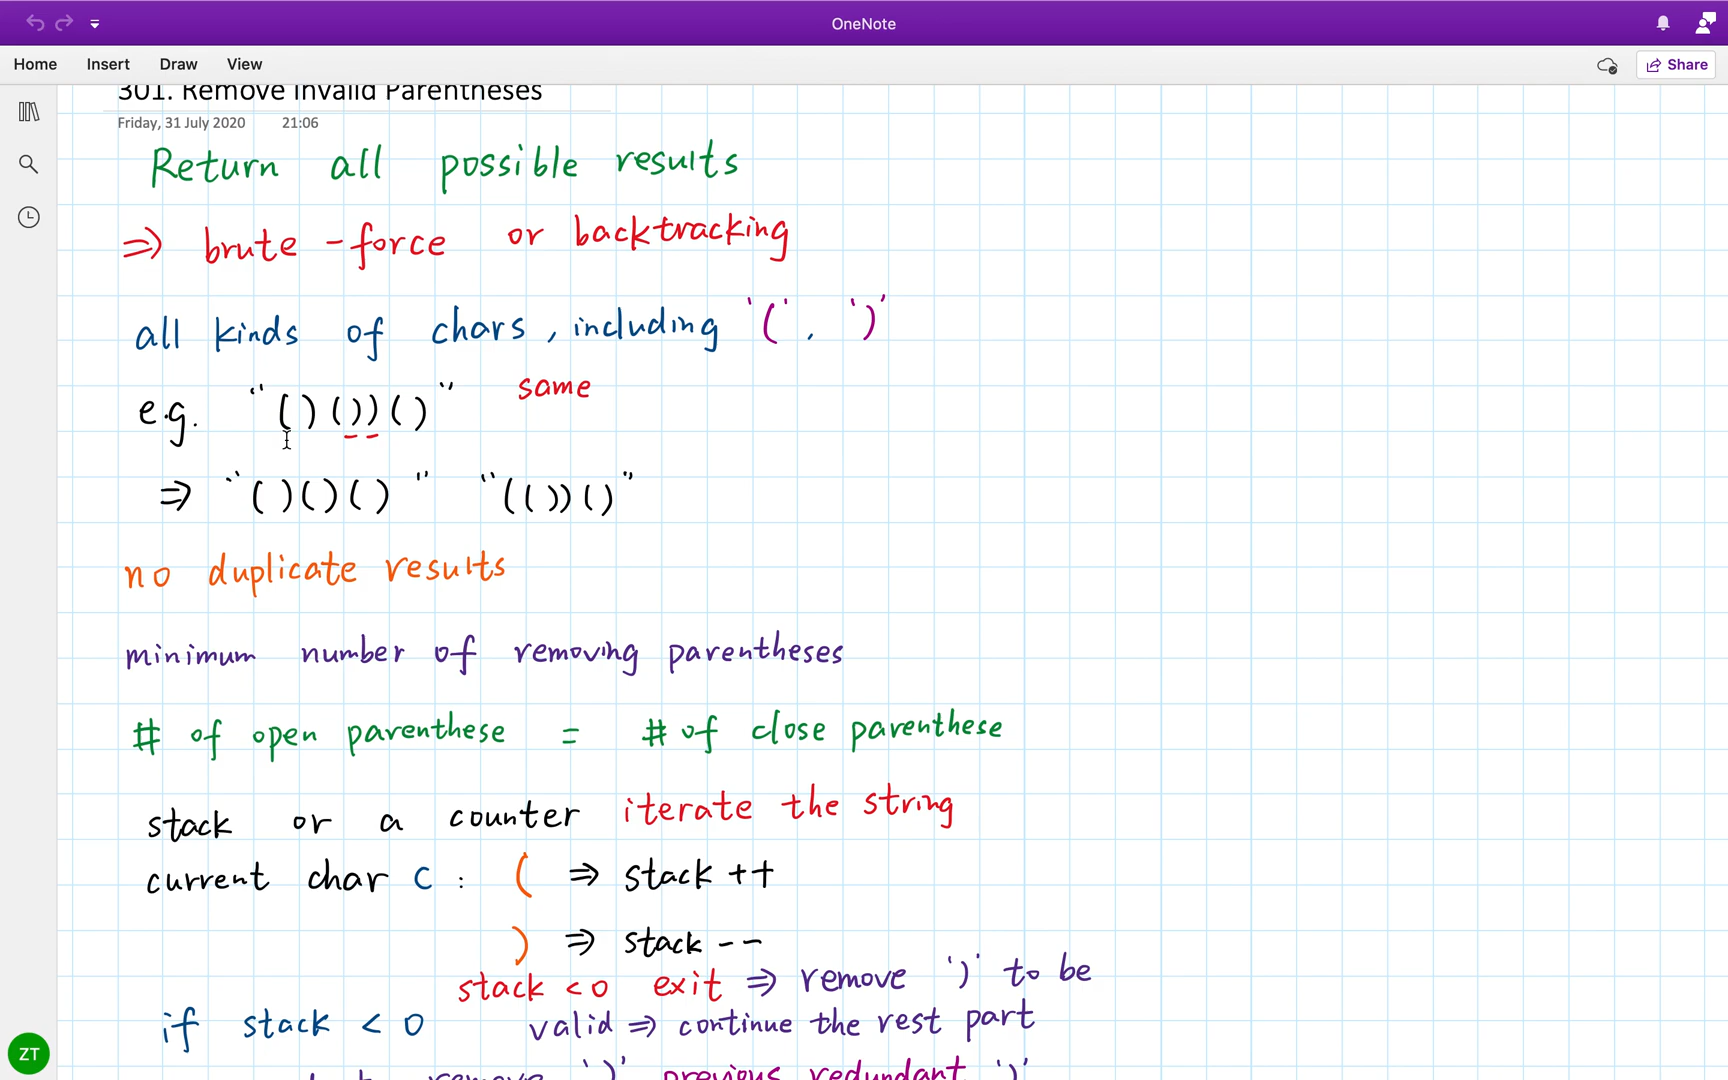 OneNote
Home Insert Draw View Share
301. Remove Invalid Parentheses
Friday, 31 July 2020 21:06
Return all possible results
⇒ brute-force or backtracking
all kinds of chars, including '(', ')'
e.g. "()())()" same
⇒ "()()()" "(())()"
no duplicate results
minimum number of removing parentheses
# of open parenthese = # of close parenthese
stack or a counter iterate the string
current char c : ( ⇒ stack ++
) ⇒ stack --
stack <0 exit ⇒ remove ')' to be
if stack < 0 valid ⇒ continue the rest part
remove ')' previous redundant ')'
ZT